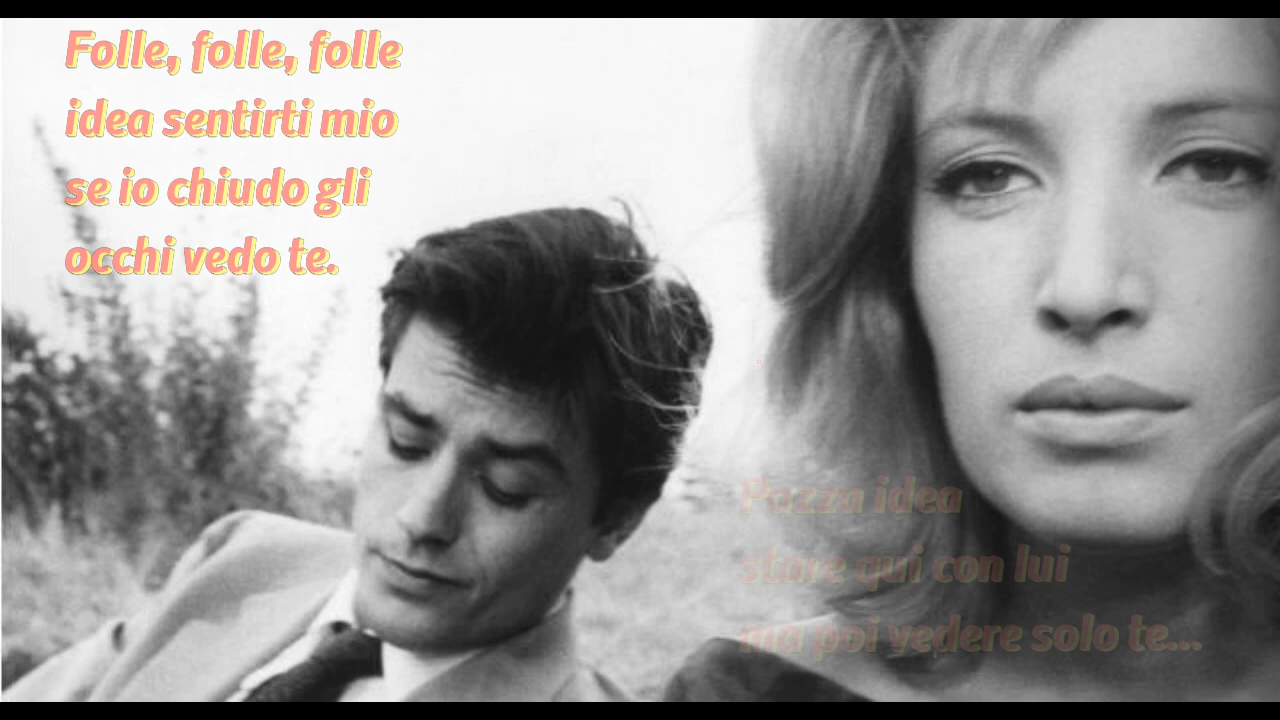 Folle, folle, folle
idea sentirti mio
se io chiudo gli
occhi vedo te.
Pazza idea
stare qui con lui
ma poi vedere solo te...